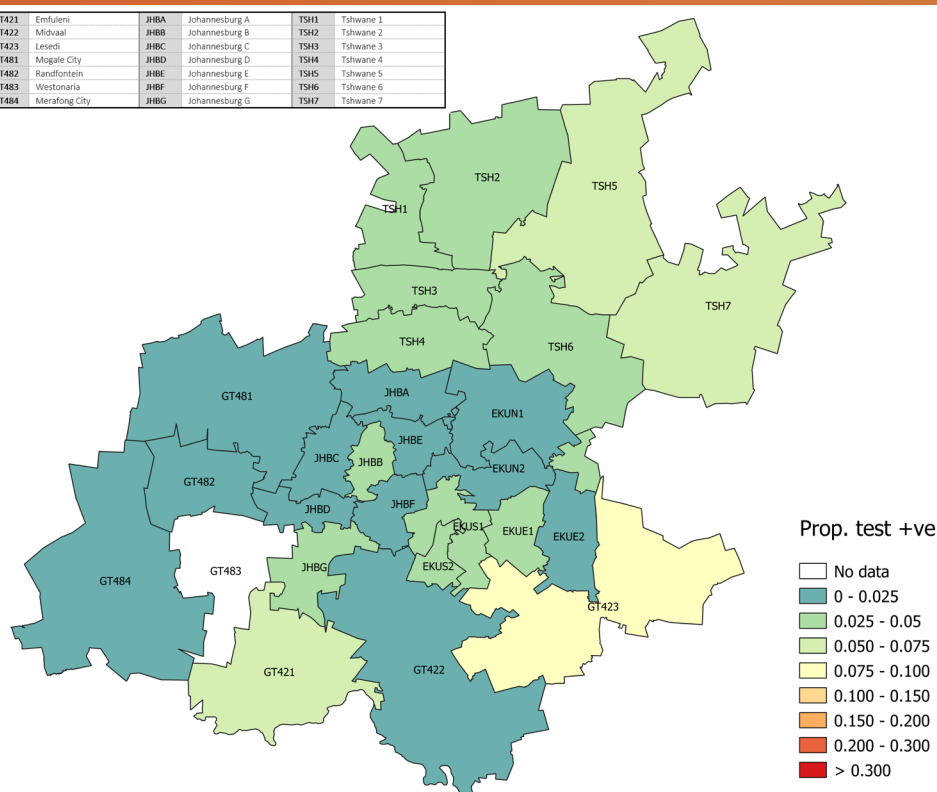 T421 Emfuleni JHBA Johannesburg A TSH1 Tshwane 1
T422 Midvaal JHBB Johannesburg B TSH2 Tshwane 2
T423 Lesedi JHBC Johannesburg C TSH3 Tshwane 3
T481 Mogale City JHBD Johannesburg D TSH4 Tshwane 4
T482 Randfontein JHBE Johannesburg E TSH5 Tshwane 5
T483 Westonaria JHBF Johannesburg F TSH6 Tshwane 6
T484 Merafong City JHBG Johannesburg G TSH7 Tshwane 7
TSH2
TSH5
TSH1
TSH3
TSH7
TSH4
TSH6
GT481
JHBA
EKUN1
JHBE
JHBC
JHBB
EKUN2
GT482
JHBD
JHBF
EKUS1
EKUE1
EKUE2
GT483
JHBG
EKUS2
GT484
GT423
GT421
GT422
Prop. test +ve
No data
0 - 0.025
0.025 - 0.05
0.050 - 0.075
0.075 - 0.100
0.100 - 0.150
0.150 - 0.200
0.200 - 0.300
> 0.300